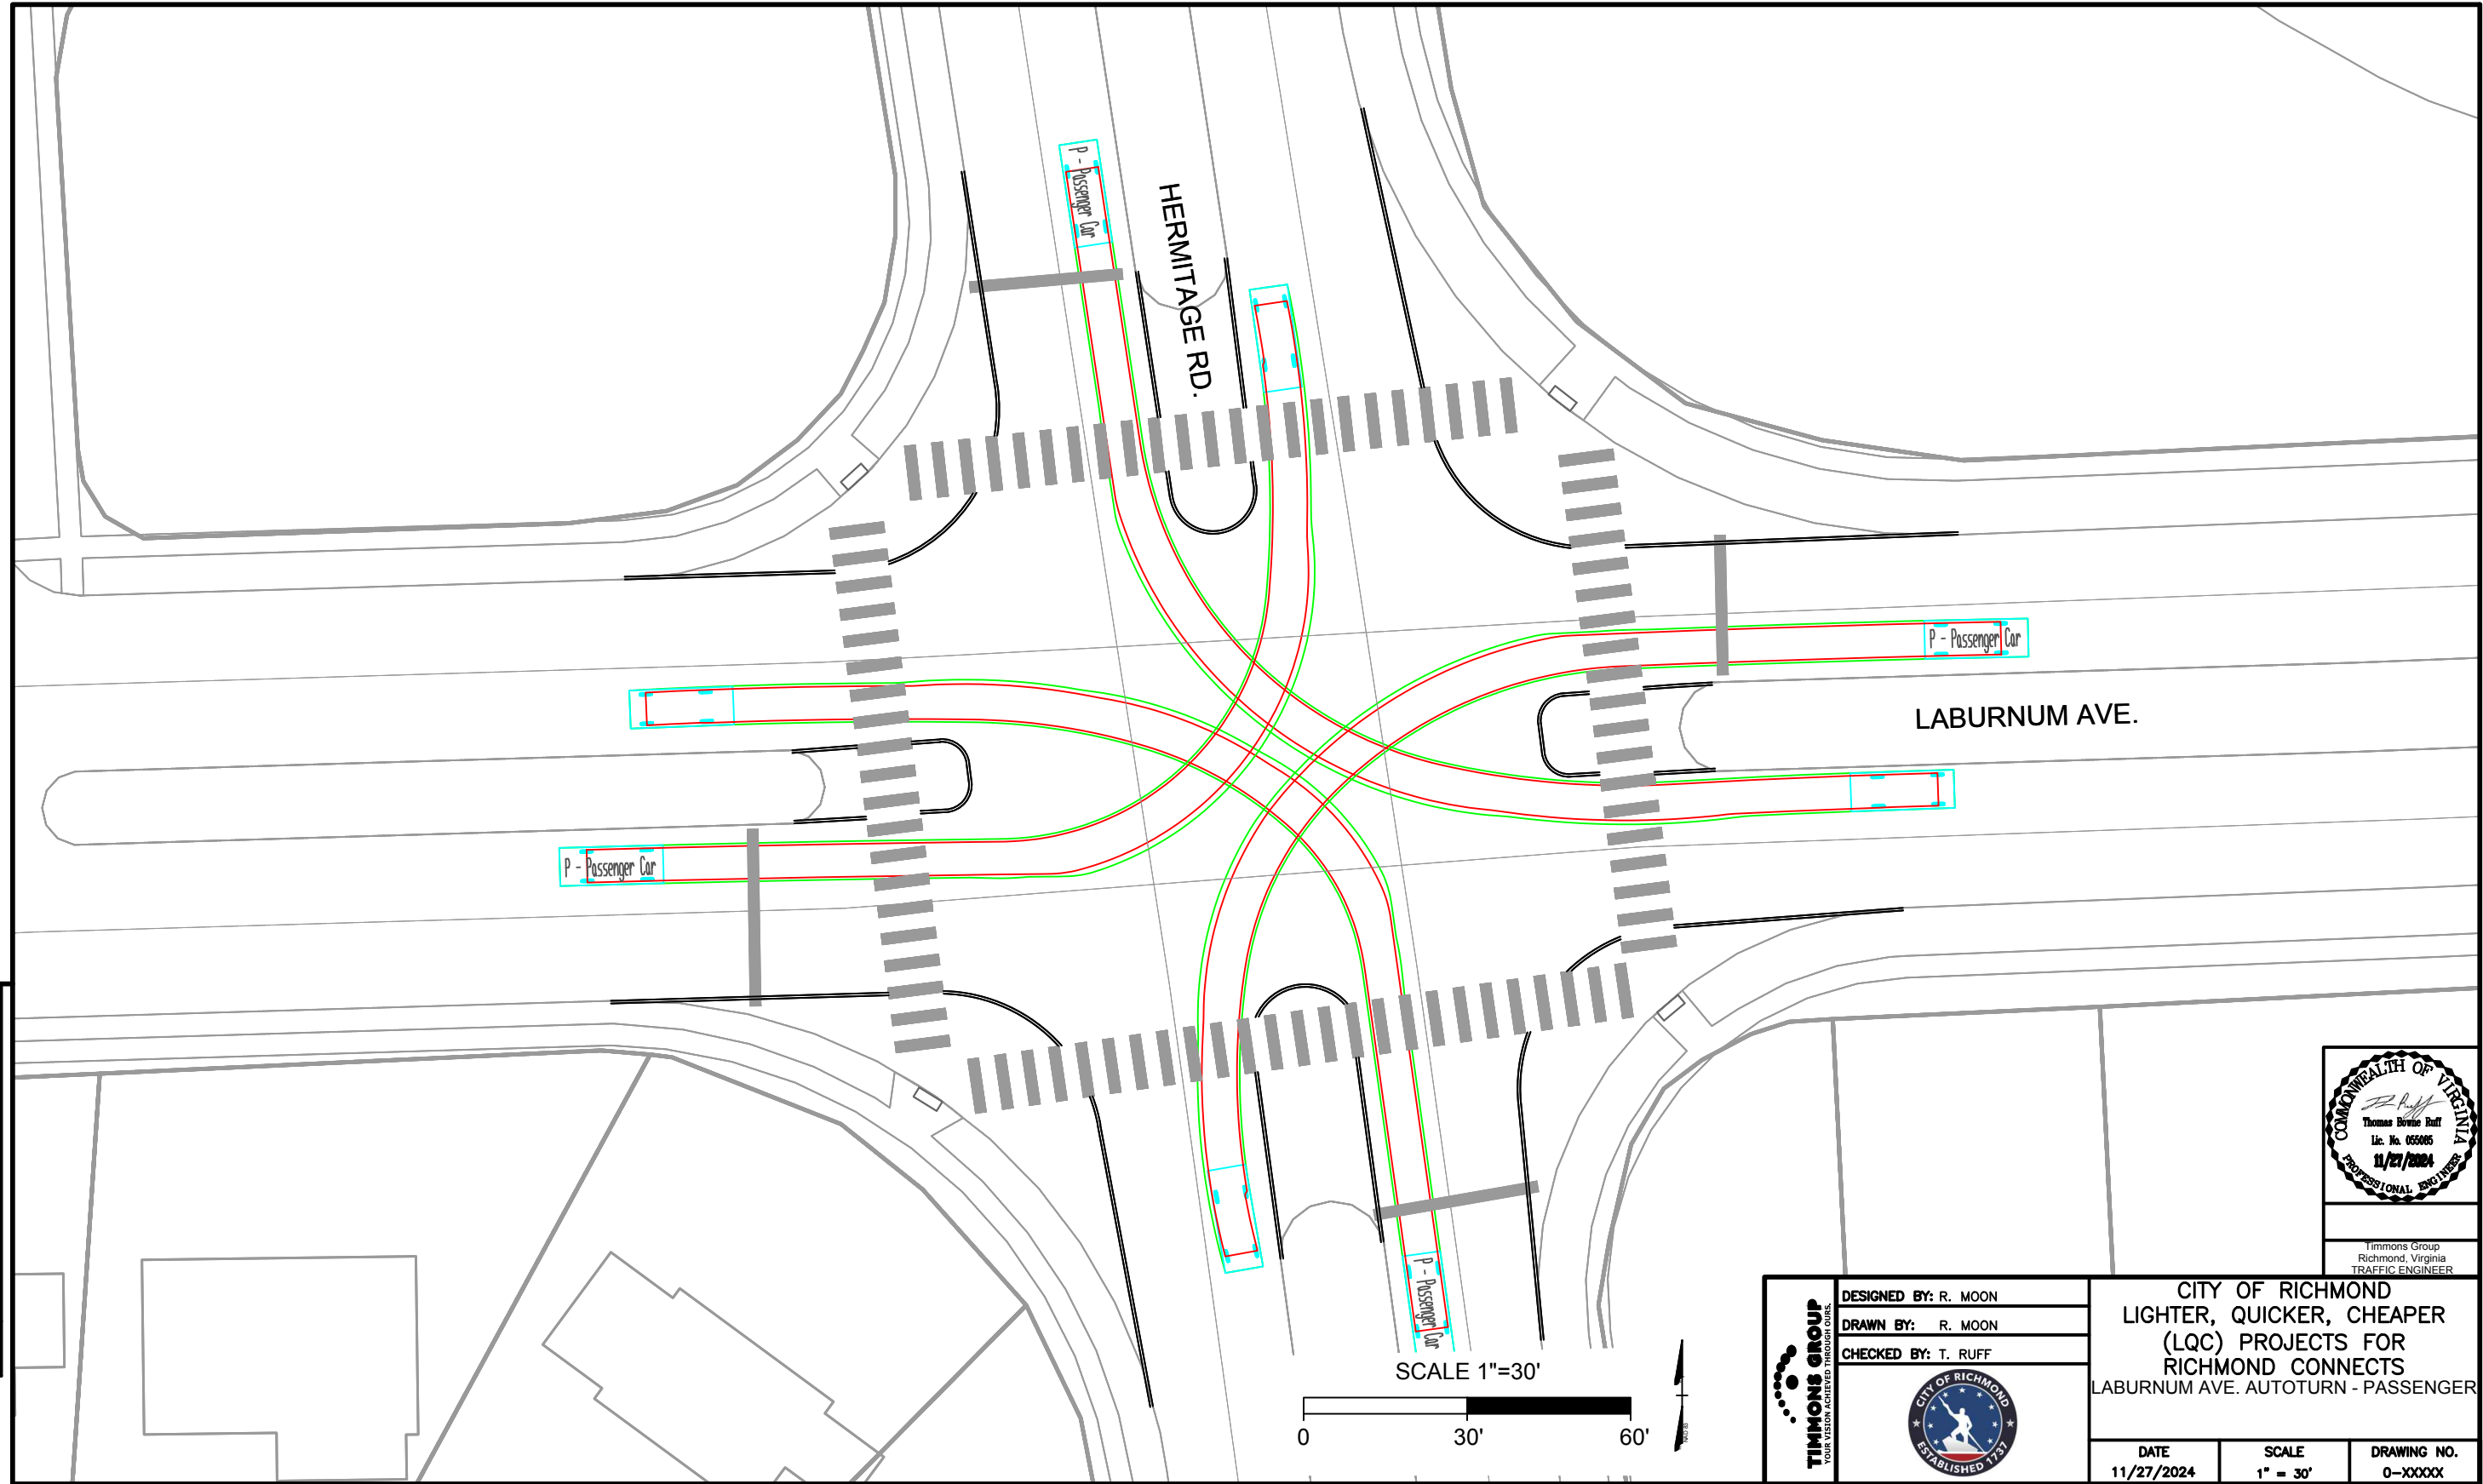 P - Passenger Car
HERMITAGE RD.
P - Passenger Car
LABURNUM AVE.
P - Passenger Car
P - Passenger Car
SCALE 1"=30'
0 30' 60'
COMMONWEALTH OF VIRGINIA
Thomas Bowne Ruff
Lic. No. 055085
11/27/2024
PROFESSIONAL ENGINEER
Timmons Group
Richmond, Virginia
TRAFFIC ENGINEER
TIMMONS GROUP
YOUR VISION ACHIEVED THROUGH OURS.
DESIGNED BY: R. MOON
DRAWN BY: R. MOON
CHECKED BY: T. RUFF
CITY OF RICHMOND
ESTABLISHED 1737
CITY OF RICHMOND
LIGHTER, QUICKER, CHEAPER
(LQC) PROJECTS FOR
RICHMOND CONNECTS
LABURNUM AVE. AUTOTURN - PASSENGER
DATE SCALE DRAWING NO.
11/27/2024 1" = 30' O-XXXXX